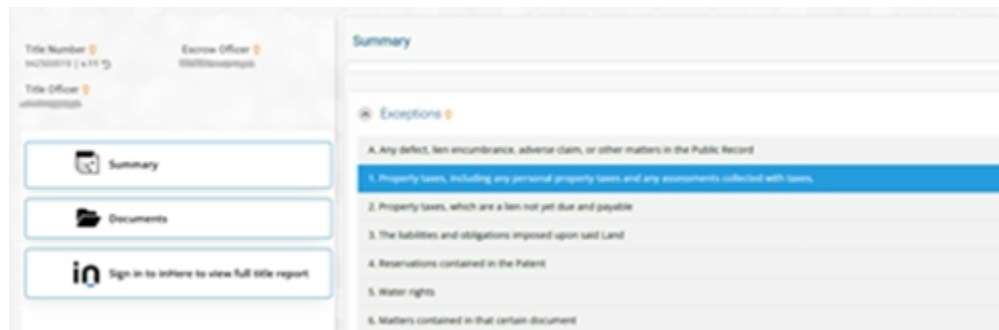 Title Number
Escrow Officer
Title Officer
Summary
Documents
in Sign in to inHere to view full title report
Summary
Exceptions
A. Any defect, lien encumbrance, adverse claim, or other matters in the Public Record
1. Property taxes, including any personal property taxes and any assessments collected with taxes.
2. Property taxes, which are a lien not yet due and payable
3. The liabilities and obligations imposed upon said Land
4. Reservations contained in the Patent
5. Water rights
6. Matters contained in that certain document